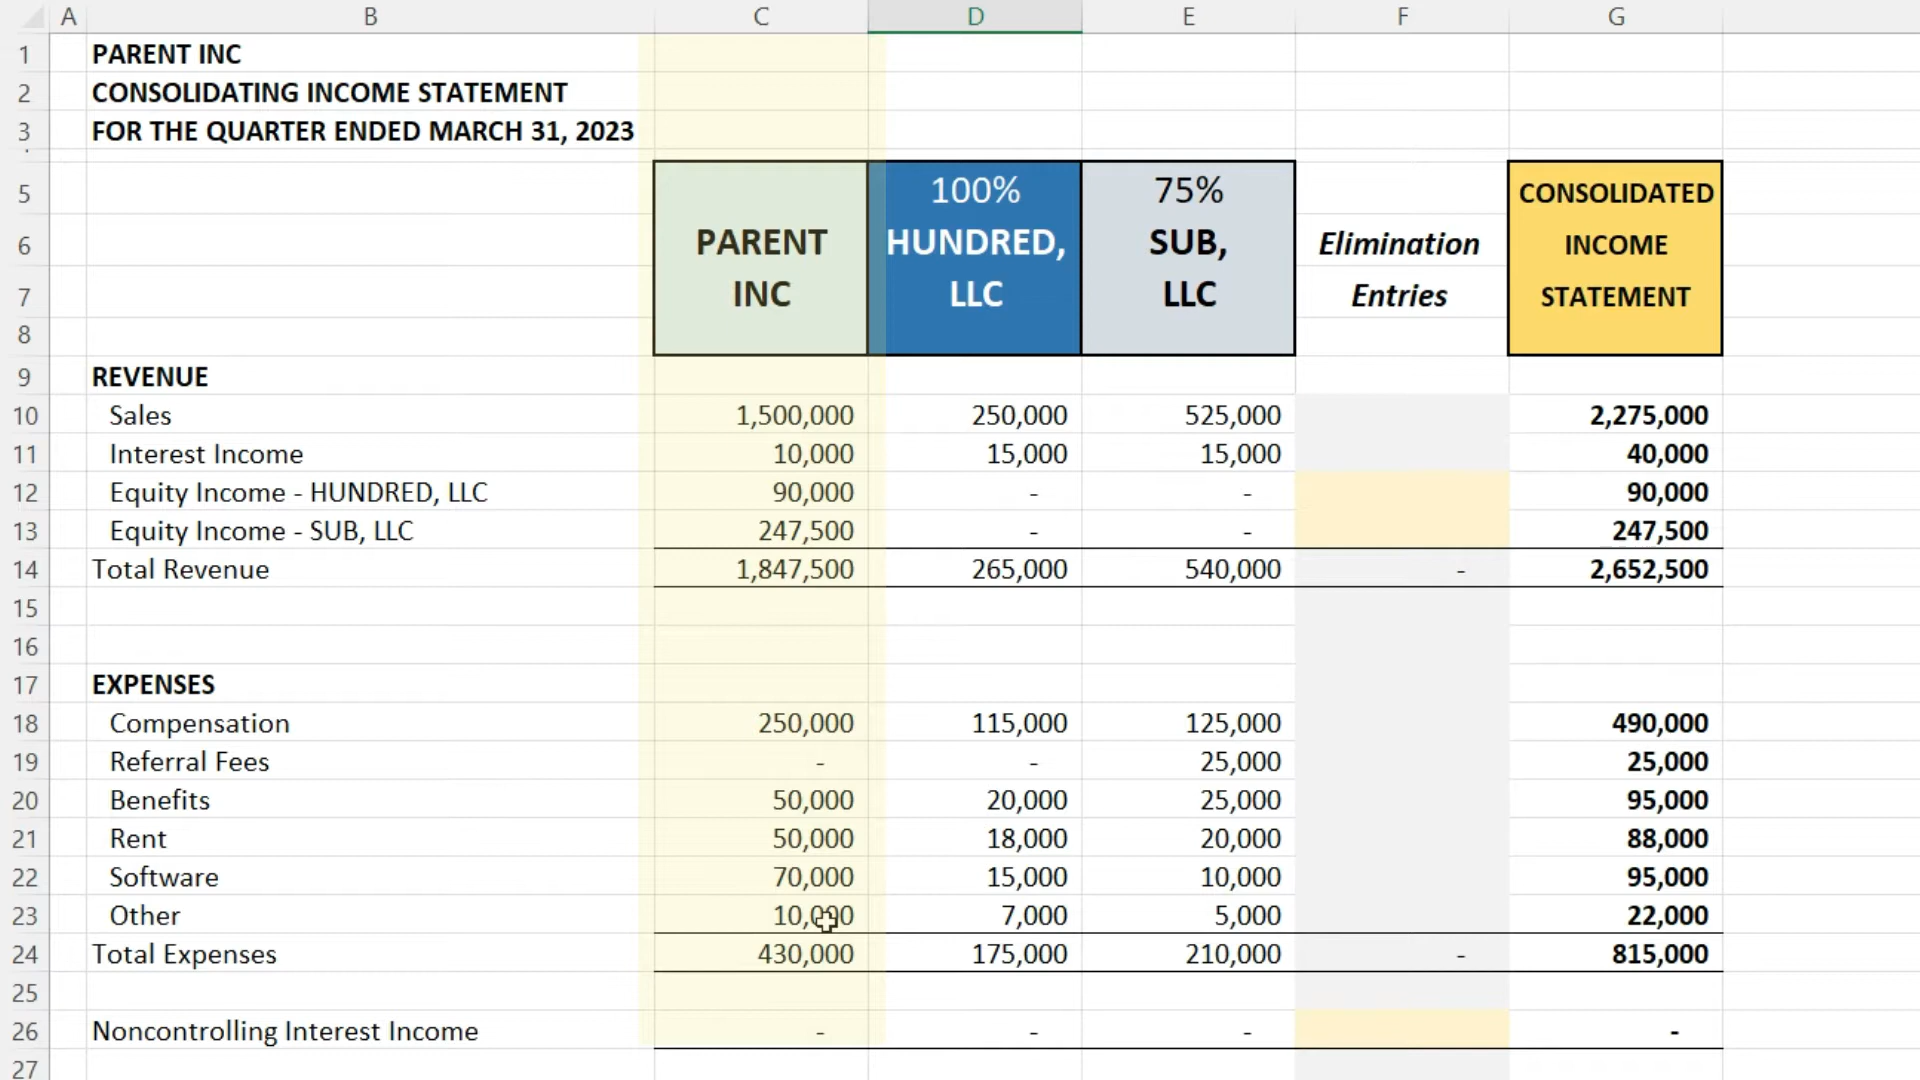 A B C D E F G
1 PARENT INC
2 CONSOLIDATING INCOME STATEMENT
3 FOR THE QUARTER ENDED MARCH 31, 2023
5 100% 75% CONSOLIDATED
6 PARENT HUNDRED, SUB, Elimination INCOME
7 INC LLC LLC Entries STATEMENT
8
9 REVENUE
10 Sales 1,500,000 250,000 525,000 2,275,000
11 Interest Income 10,000 15,000 15,000 40,000
12 Equity Income - HUNDRED, LLC 90,000 - - 90,000
13 Equity Income - SUB, LLC 247,500 - - 247,500
14 Total Revenue 1,847,500 265,000 540,000 - 2,652,500
15
16
17 EXPENSES
18 Compensation 250,000 115,000 125,000 490,000
19 Referral Fees - - 25,000 25,000
20 Benefits 50,000 20,000 25,000 95,000
21 Rent 50,000 18,000 20,000 88,000
22 Software 70,000 15,000 10,000 95,000
23 Other 10,000 7,000 5,000 22,000
24 Total Expenses 430,000 175,000 210,000 - 815,000
25
26 Noncontrolling Interest Income - - - -
27